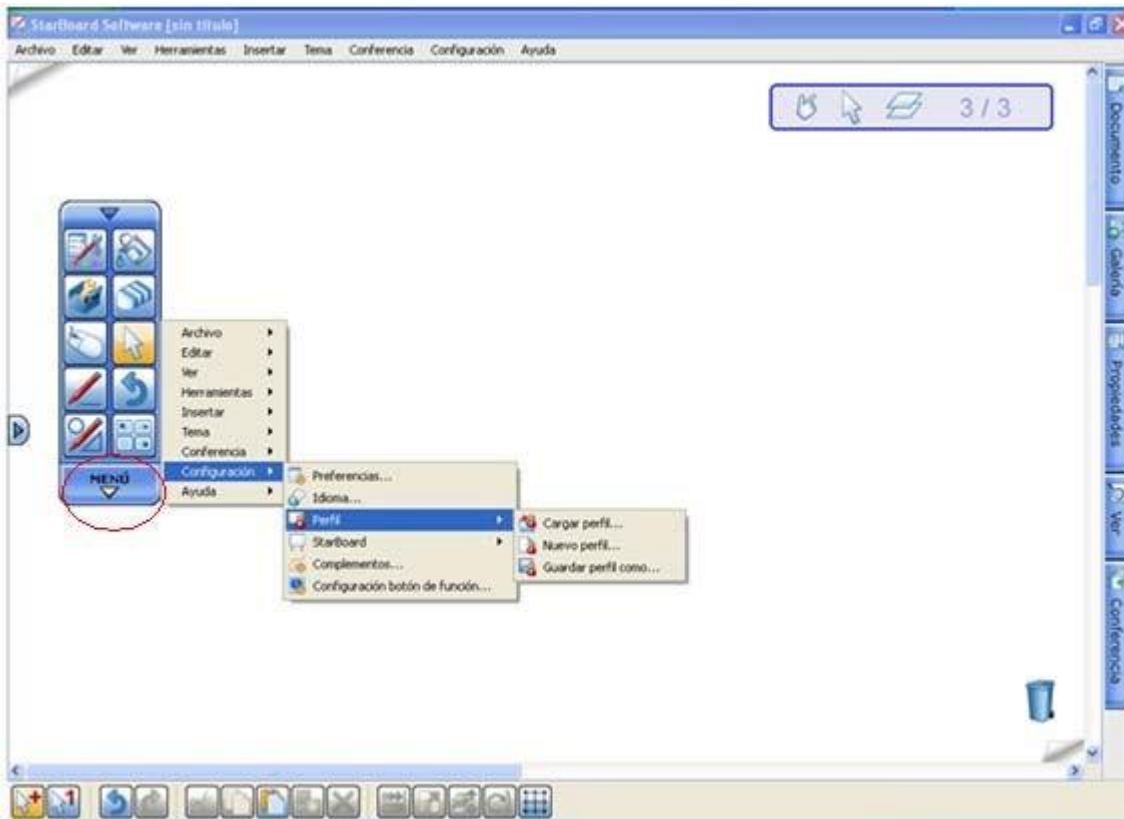 StarBoard Software [sin título]
Archivo Editar Ver Herramientas Insertar Tema Conferencia Configuración Ayuda
3 / 3
Documento
Galería
Propiedades
Ver
Conferencia
MENÚ
Archivo
Editar
Ver
Herramientas
Insertar
Tema
Conferencia
Configuración
Ayuda
Preferencias...
Idioma...
Perfil
StarBoard
Complementos...
Configuración botón de función...
Cargar perfil...
Nuevo perfil...
Guardar perfil como...
1